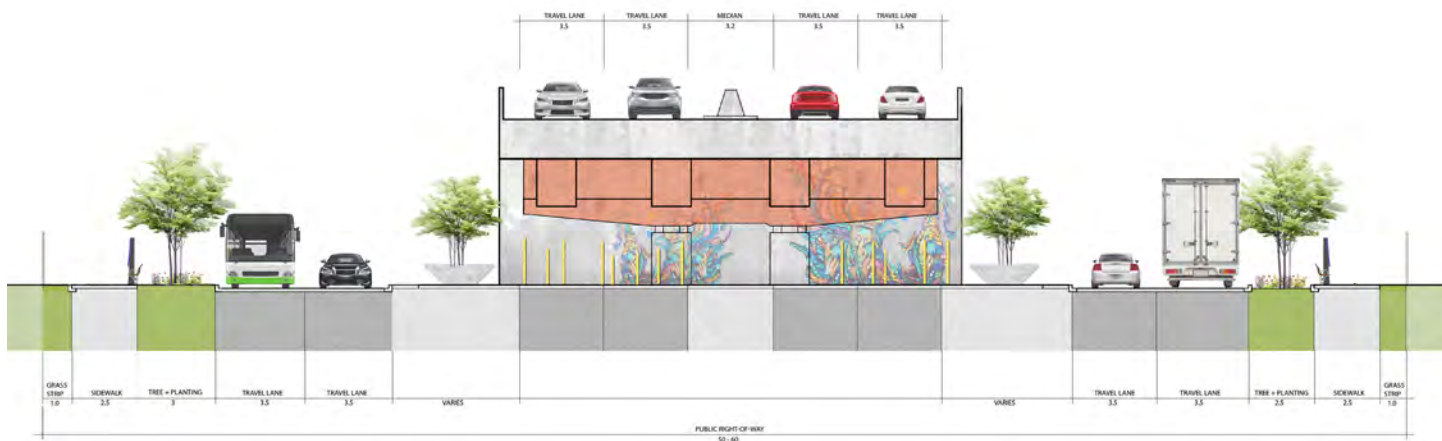 TRAVEL LANE TRAVEL LANE MEDIAN TRAVEL LANE TRAVEL LANE
3.5 3.5 3.2 3.5 3.5
GRASS STRIP SIDEWALK TREE + PLANTING TRAVEL LANE TRAVEL LANE VARIES VARIES TRAVEL LANE TRAVEL LANE TREE + PLANTING SIDEWALK GRASS STRIP
1.0 2.5 3 3.5 3.5 3.5 3.5 2.5 2.5 1.0
PUBLIC RIGHT-OF-WAY
50 - 60